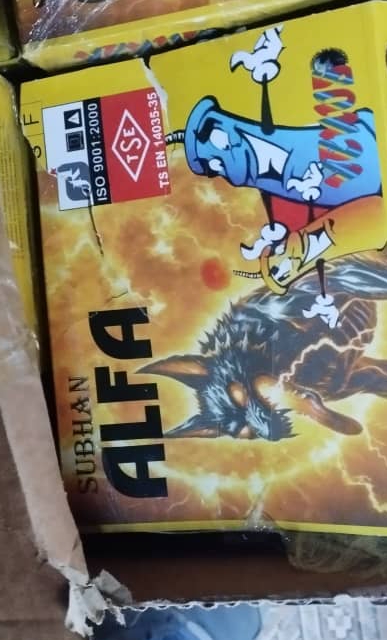 SUBHAN
ALFA
ISO 9001:2000
TSE
TS EN 14035-35